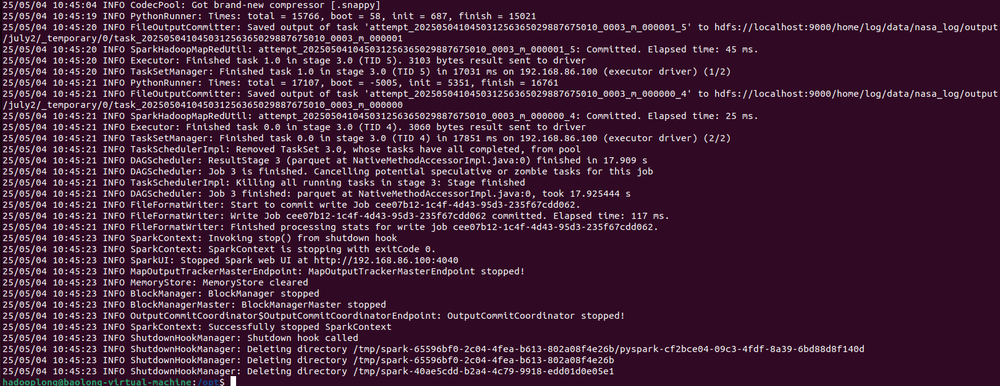 25/05/04 10:45:04 INFO CodecPool: Got brand-new compressor [.snappy]
25/05/04 10:45:19 INFO PythonRunner: Times: total = 15766, boot = 58, init = 687, finish = 15021
25/05/04 10:45:20 INFO FileOutputCommitter: Saved output of task 'attempt_202505041045031256365029887675010_0003_m_000001_5' to hdfs://localhost:9000/home/log/data/nasa_log/output
/july2/_temporary/0/task_202505041045031256365029887675010_0003_m_000001
25/05/04 10:45:20 INFO SparkHadoopMapRedUtil: attempt_202505041045031256365029887675010_0003_m_000001_5: Committed. Elapsed time: 45 ms.
25/05/04 10:45:20 INFO Executor: Finished task 1.0 in stage 3.0 (TID 5). 3103 bytes result sent to driver
25/05/04 10:45:20 INFO TaskSetManager: Finished task 1.0 in stage 3.0 (TID 5) in 17031 ms on 192.168.86.100 (executor driver) (1/2)
25/05/04 10:45:21 INFO PythonRunner: Times: total = 17107, boot = -5005, init = 5351, finish = 16761
25/05/04 10:45:21 INFO FileOutputCommitter: Saved output of task 'attempt_202505041045031256365029887675010_0003_m_000000_4' to hdfs://localhost:9000/home/log/data/nasa_log/output
/july2/_temporary/0/task_202505041045031256365029887675010_0003_m_000000
25/05/04 10:45:21 INFO SparkHadoopMapRedUtil: attempt_202505041045031256365029887675010_0003_m_000000_4: Committed. Elapsed time: 25 ms.
25/05/04 10:45:21 INFO Executor: Finished task 0.0 in stage 3.0 (TID 4). 3060 bytes result sent to driver
25/05/04 10:45:21 INFO TaskSetManager: Finished task 0.0 in stage 3.0 (TID 4) in 17851 ms on 192.168.86.100 (executor driver) (2/2)
25/05/04 10:45:21 INFO TaskSchedulerImpl: Removed TaskSet 3.0, whose tasks have all completed, from pool
25/05/04 10:45:21 INFO DAGScheduler: ResultStage 3 (parquet at NativeMethodAccessorImpl.java:0) finished in 17.909 s
25/05/04 10:45:21 INFO DAGScheduler: Job 3 is finished. Cancelling potential speculative or zombie tasks for this job
25/05/04 10:45:21 INFO TaskSchedulerImpl: Killing all running tasks in stage 3: Stage finished
25/05/04 10:45:21 INFO DAGScheduler: Job 3 finished: parquet at NativeMethodAccessorImpl.java:0, took 17.925444 s
25/05/04 10:45:21 INFO FileFormatWriter: Start to commit write Job cee07b12-1c4f-4d43-95d3-235f67cdd062.
25/05/04 10:45:21 INFO FileFormatWriter: Write Job cee07b12-1c4f-4d43-95d3-235f67cdd062 committed. Elapsed time: 117 ms.
25/05/04 10:45:21 INFO FileFormatWriter: Finished processing stats for write job cee07b12-1c4f-4d43-95d3-235f67cdd062.
25/05/04 10:45:23 INFO SparkContext: Invoking stop() from shutdown hook
25/05/04 10:45:23 INFO SparkContext: SparkContext is stopping with exitCode 0.
25/05/04 10:45:23 INFO SparkUI: Stopped Spark web UI at http://192.168.86.100:4040
25/05/04 10:45:23 INFO MapOutputTrackerMasterEndpoint: MapOutputTrackerMasterEndpoint stopped!
25/05/04 10:45:23 INFO MemoryStore: MemoryStore cleared
25/05/04 10:45:23 INFO BlockManager: BlockManager stopped
25/05/04 10:45:23 INFO BlockManagerMaster: BlockManagerMaster stopped
25/05/04 10:45:23 INFO OutputCommitCoordinator$OutputCommitCoordinatorEndpoint: OutputCommitCoordinator stopped!
25/05/04 10:45:23 INFO SparkContext: Successfully stopped SparkContext
25/05/04 10:45:23 INFO ShutdownHookManager: Shutdown hook called
25/05/04 10:45:23 INFO ShutdownHookManager: Deleting directory /tmp/spark-65596bf0-2c04-4fea-b613-802a08f4e26b/pyspark-cf2bce04-09c3-4fdf-8a39-6bd88d8f140d
25/05/04 10:45:23 INFO ShutdownHookManager: Deleting directory /tmp/spark-65596bf0-2c04-4fea-b613-802a08f4e26b
25/05/04 10:45:23 INFO ShutdownHookManager: Deleting directory /tmp/spark-40ae5cdd-b2a4-4c79-9918-edd01d0e05e1
hadooplong@baolong-virtual-machine:/opt$